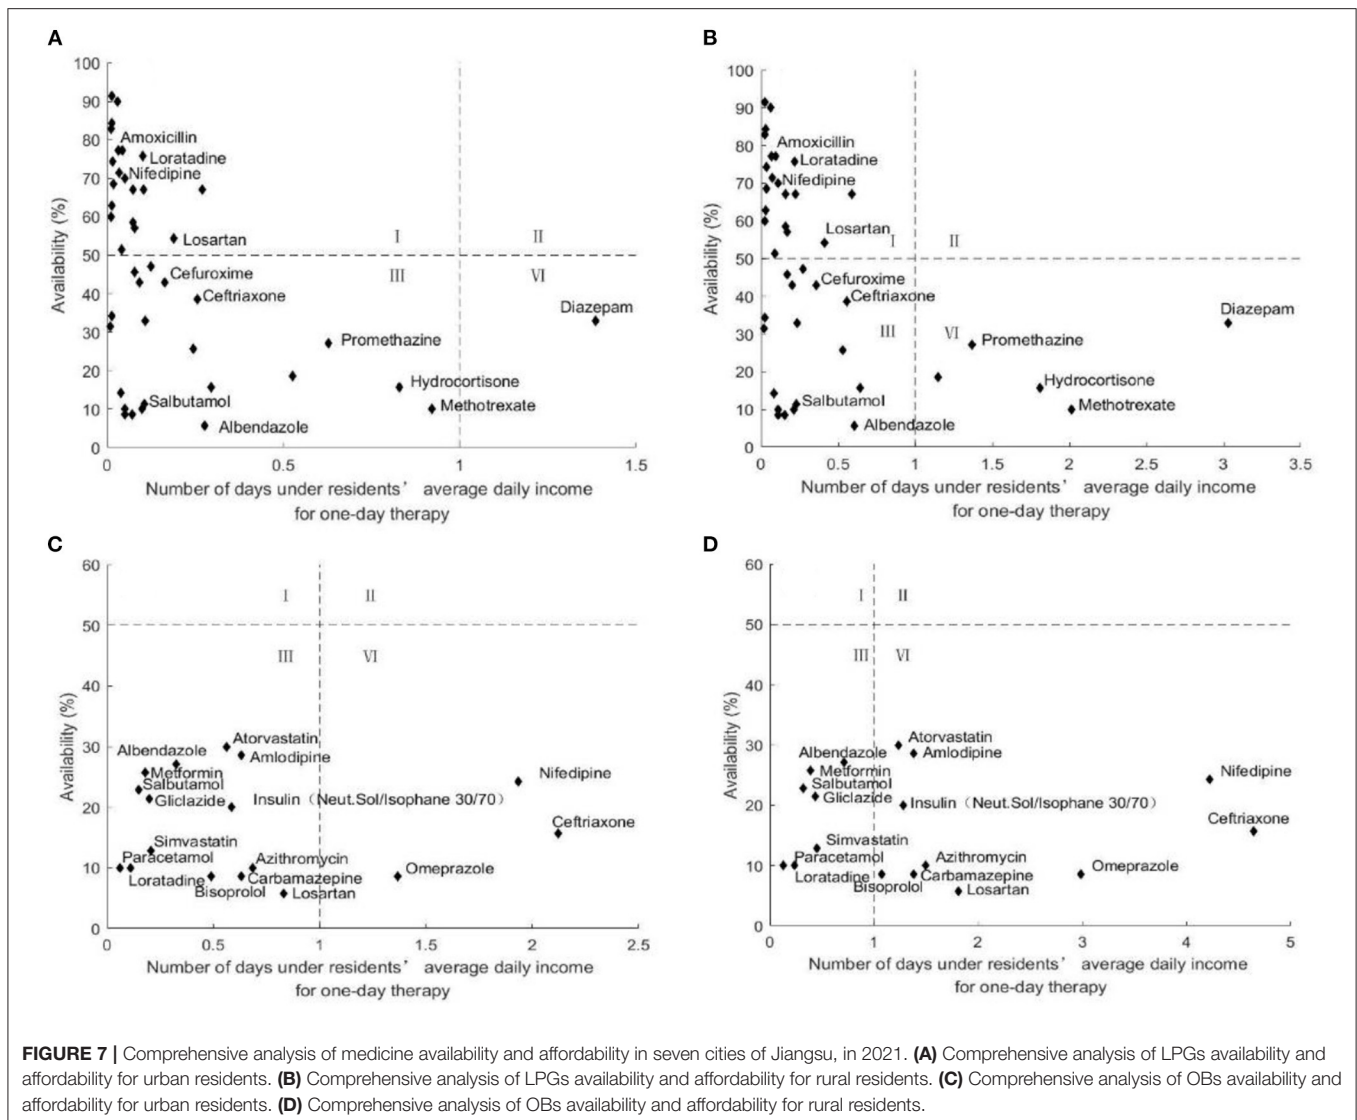 A
100
90
80
70
60
50
40
30
20
10
0
Availability (%)
Amoxicillin
Loratadine
Nifedipine
Losartan
I
II
III
VI
Cefuroxime
Ceftriaxone
Diazepam
Promethazine
Hydrocortisone
Salbutamol
Methotrexate
Albendazole
0
0.5
1
1.5
Number of days under residents’ average daily income
for one-day therapy
B
100
90
80
70
60
50
40
30
20
10
0
Availability (%)
Amoxicillin
Loratadine
Nifedipine
Losartan
I
II
Cefuroxime
Ceftriaxone
Diazepam
III
VI
Promethazine
Hydrocortisone
Salbutamol
Methotrexate
Albendazole
0
0.5
1
1.5
2
2.5
3
3.5
Number of days under residents’ average daily income
for one-day therapy
C
60
50
40
30
20
10
0
Availability (%)
I
II
III
VI
Atorvastatin
Albendazole
Amlodipine
Metformin
Nifedipine
Salbutamol
Gliclazide
Insulin（Neut.Sol/Isophane 30/70）
Ceftriaxone
Simvastatin
Paracetamol
Azithromycin
Omeprazole
Loratadine
Carbamazepine
Bisoprolol
Losartan
0
0.5
1
1.5
2
2.5
Number of days under residents’ average daily income
for one-day therapy
D
60
50
40
30
20
10
0
Availability (%)
I
II
III
VI
Atorvastatin
Albendazole
Amlodipine
Metformin
Nifedipine
Salbutamol
Gliclazide
Insulin（Neut.Sol/Isophane 30/70）
Ceftriaxone
Simvastatin
Paracetamol
Azithromycin
Omeprazole
Loratadine
Carbamazepine
Bisoprolol
Losartan
0
1
2
3
4
5
Number of days under residents’ average daily income
for one-day therapy
FIGURE 7 | Comprehensive analysis of medicine availability and affordability in seven cities of Jiangsu, in 2021. (A) Comprehensive analysis of LPGs availability and
affordability for urban residents. (B) Comprehensive analysis of LPGs availability and affordability for rural residents. (C) Comprehensive analysis of OBs availability and
affordability for urban residents. (D) Comprehensive analysis of OBs availability and affordability for rural residents.